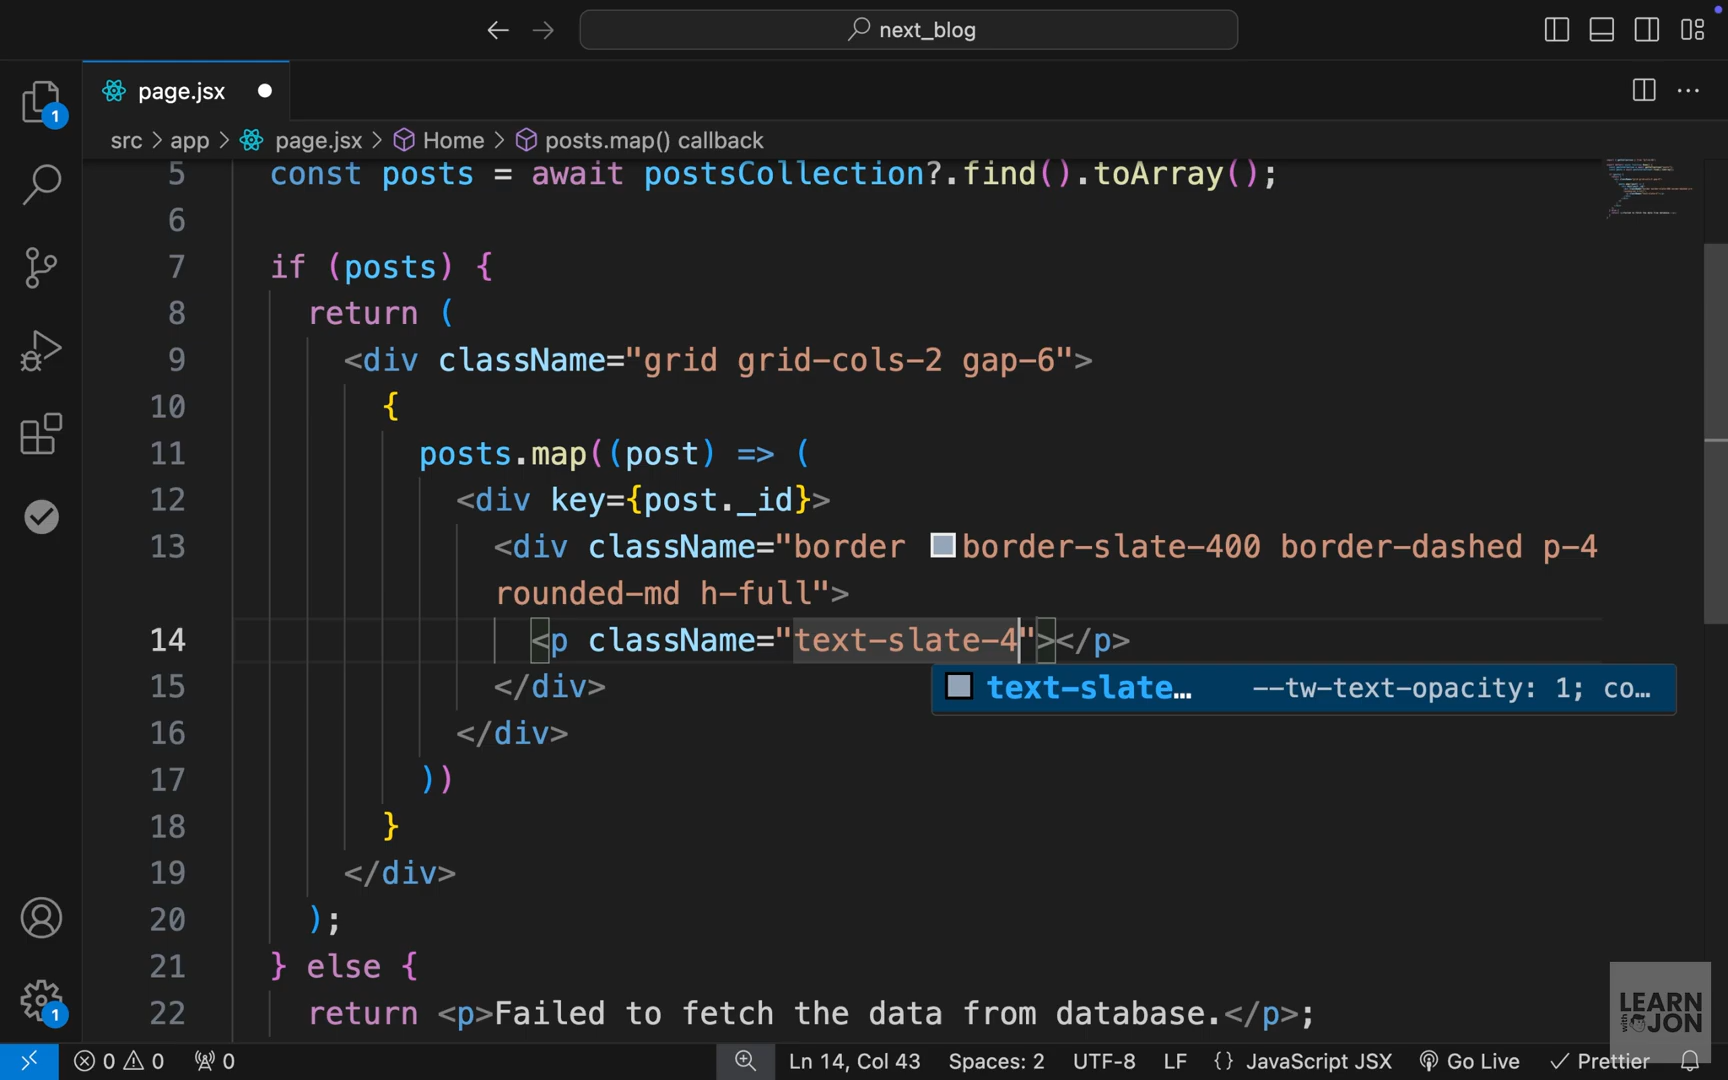 next_blog
1
page.jsx
src > app > page.jsx > Home > posts.map() callback
5 const posts = await postsCollection?.find().toArray();
6
7 if (posts) {
8 return (
9 <div className="grid grid-cols-2 gap-6">
10 {
11 posts.map((post) => (
12 <div key={post._id}>
13 <div className="border border-slate-400 border-dashed p-4
rounded-md h-full">
14 <p className="text-slate-4"></p>
text-slate… --tw-text-opacity: 1; co…
15 </div>
16 </div>
17 ))
18 }
19 </div>
20 );
21 } else {
22 return <p>Failed to fetch the data from database.</p>;
1
LEARN
with JON
0 0 0 Ln 14, Col 43 Spaces: 2 UTF-8 LF {} JavaScript JSX Go Live Prettier